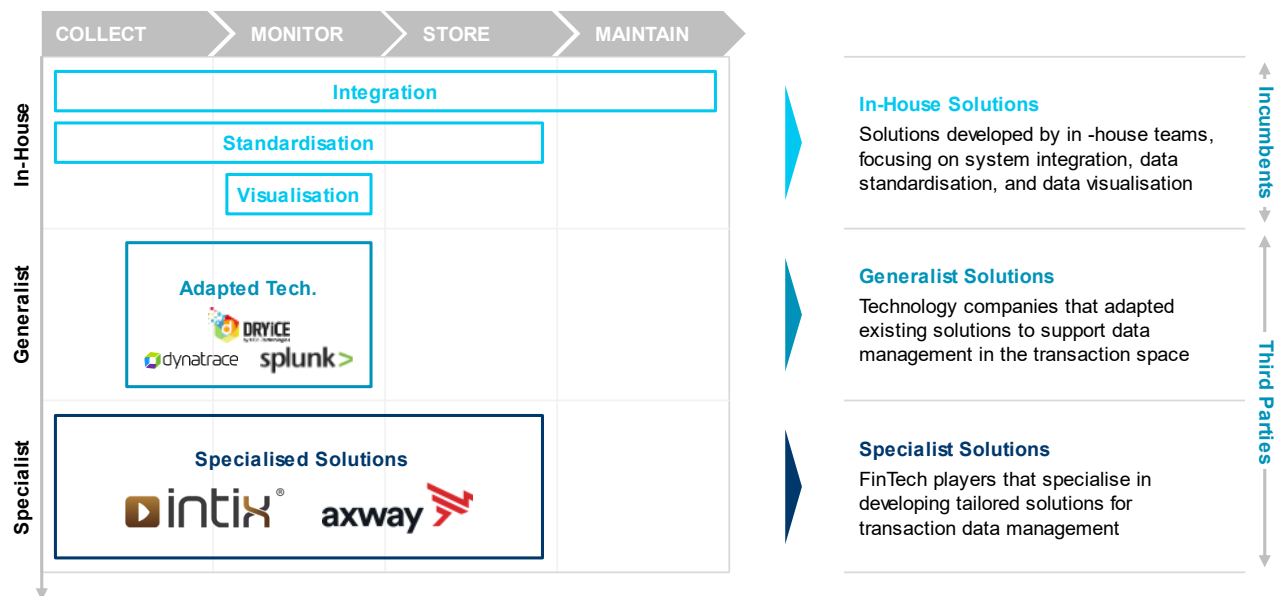 COLLECT
MONITOR
STORE
MAINTAIN
In-House
Integration
Standardisation
Visualisation
In-House Solutions
Solutions developed by in -house teams,
focusing on system integration, data
standardisation, and data visualisation
Incumbents
Generalist
Adapted Tech.
DRYiCE
dynatrace
splunk>
Generalist Solutions
Technology companies that adapted
existing solutions to support data
management in the transaction space
Third Parties
Specialist
Specialised Solutions
intix®
axway
Specialist Solutions
FinTech players that specialise in
developing tailored solutions for
transaction data management